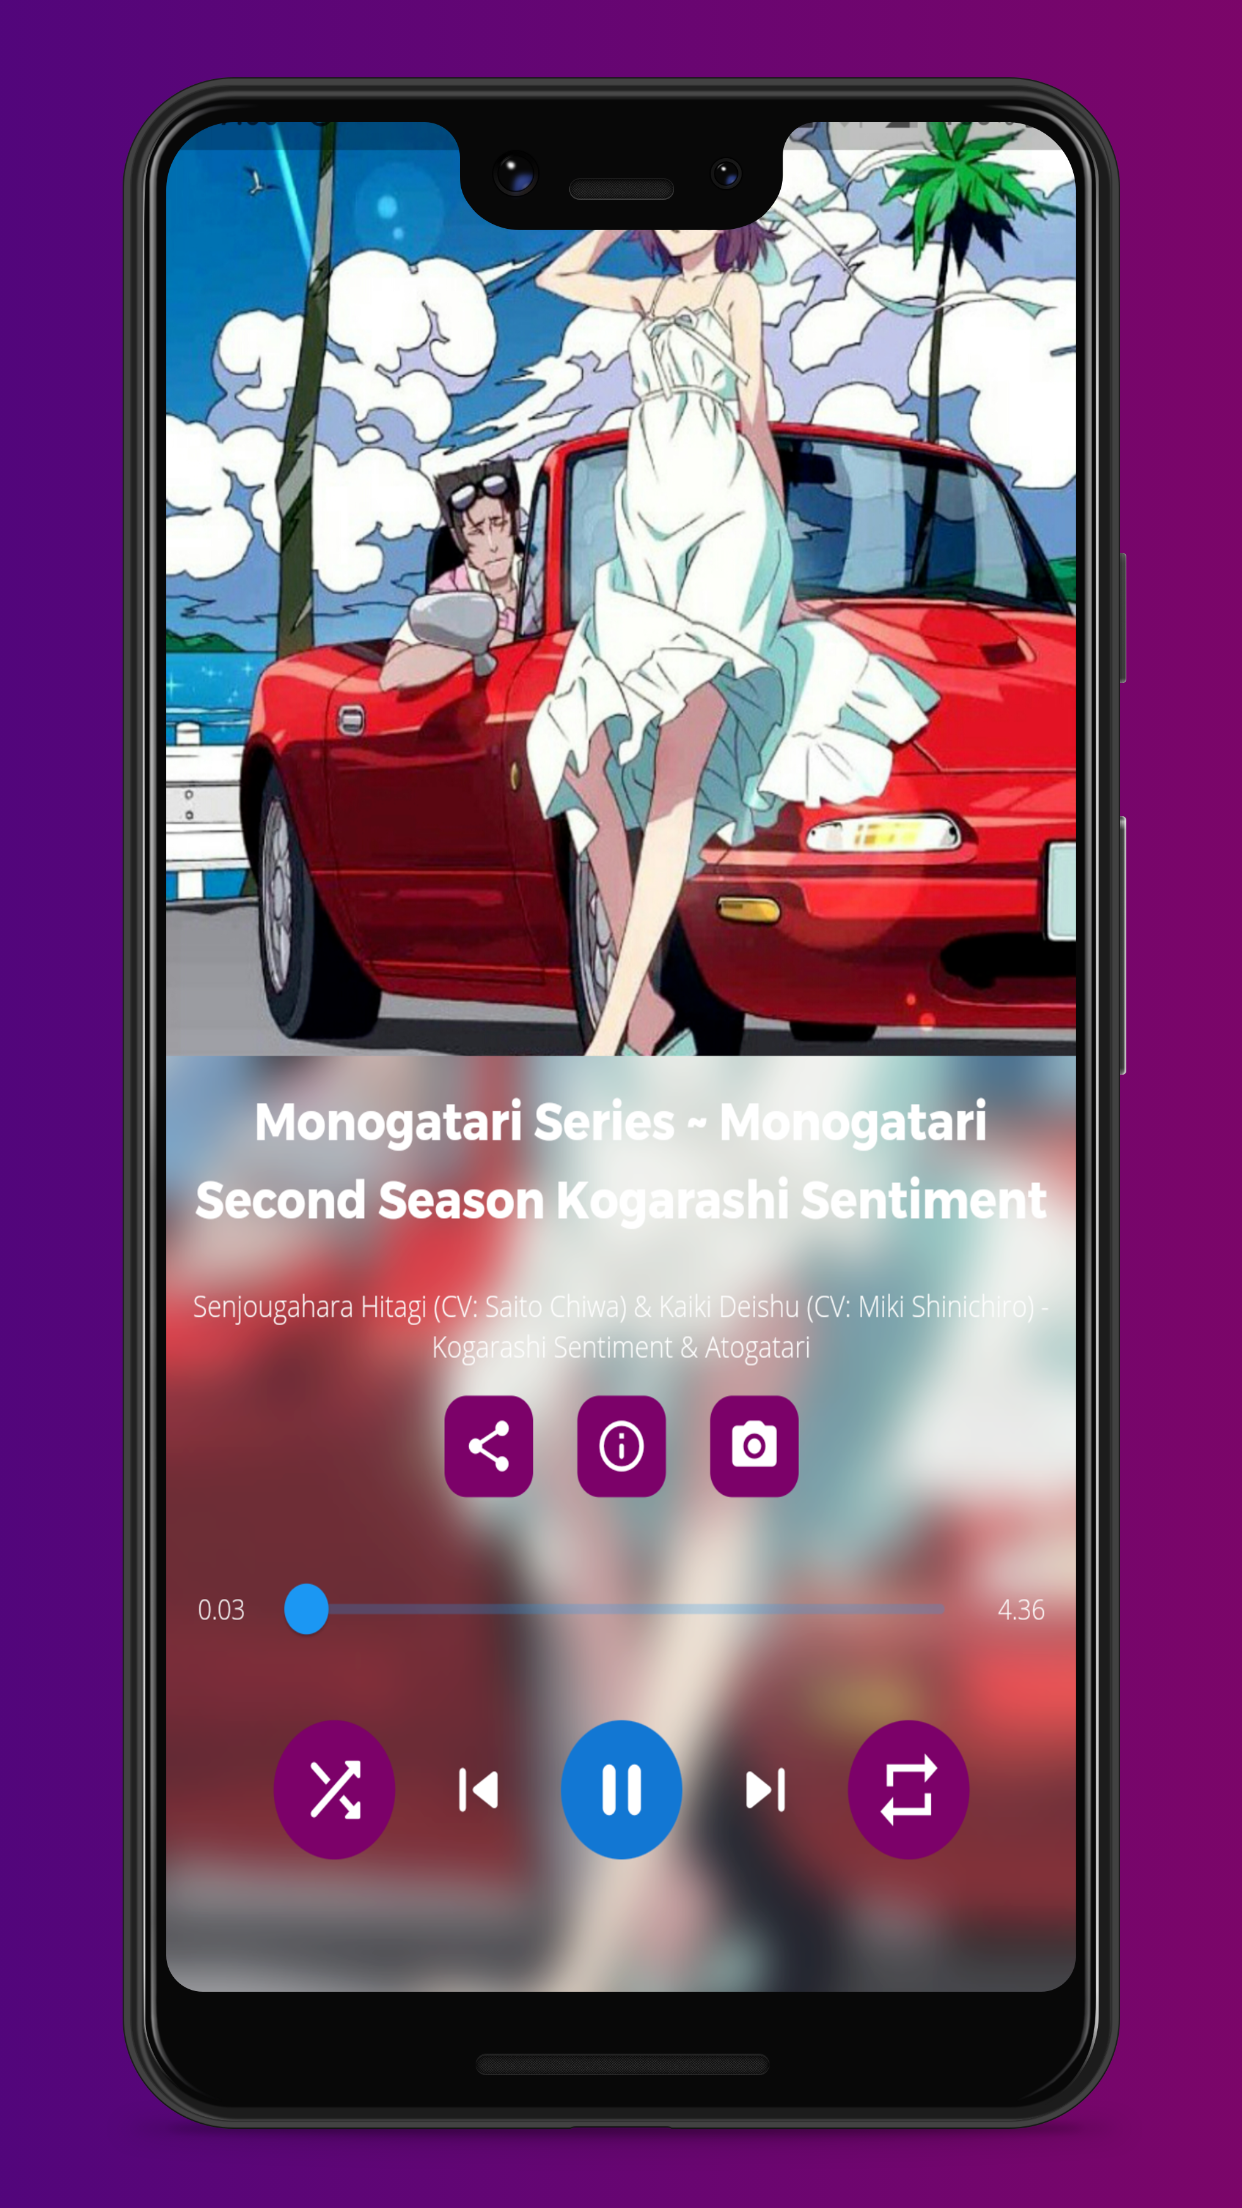 Monogatari Series ~ Monogatari
Second Season Kogarashi Sentiment
Senjougahara Hitagi (CV: Saito Chiwa) & Kaiki Deishu (CV: Miki Shinichiro) -
Kogarashi Sentiment & Atogatari
0.03
4.36